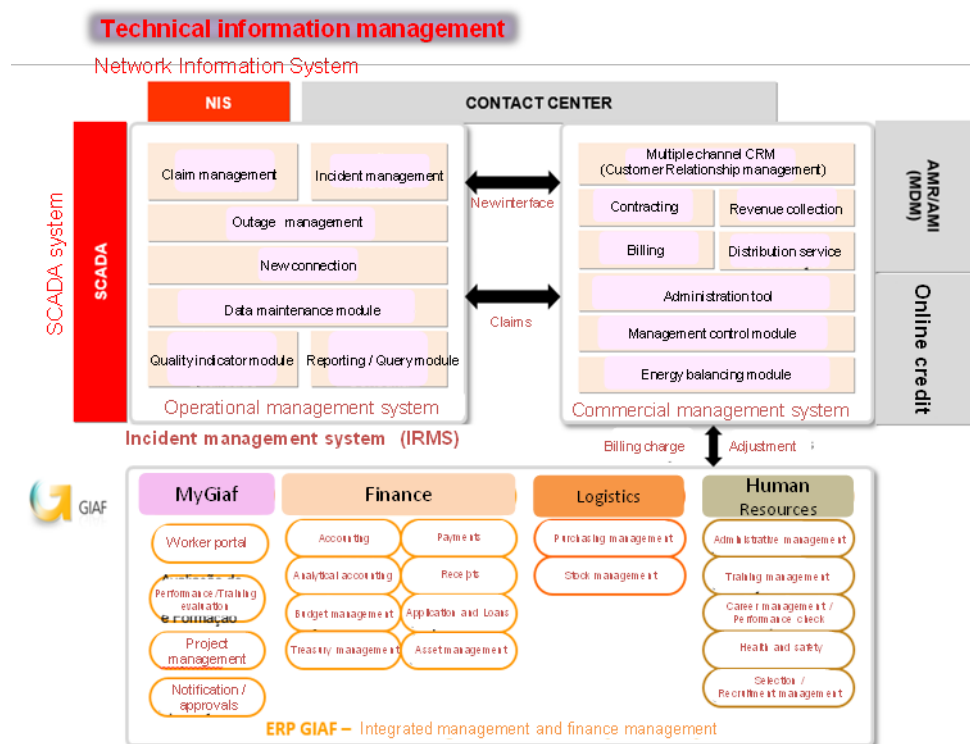 Technical information management
Network Information System
NIS
CONTACT CENTER
SCADA system
SCADA
Claim management
Incident management
Outage management
New connection
Data maintenance module
Quality indicator module
Reporting / Query module
Operational management system
Incident management system (IRMS)
New interface
Claims
Multiple channel CRM
(Customer Relationship management)
Contracting
Revenue collection
Billing
Distribution service
Administration tool
Management control module
Energy balancing module
Commercial management system
AMR/AMI
(MDM)
Online credit
Billing charge
Adjustment
GIAF
MyGiaf
Worker portal
Performance /Training
evaluation
e Formação
Project
management
Notification /
approvals
Finance
Accounting
Payments
Analytical accounting
Receipts
Budget management
Application and Loans
Treasury management
Asset management
Logistics
Purchasing management
Stock management
Human
Resources
Administrative management
Training management
Career management /
Performance check
Health and safety
Selection /
Recruitment management
ERP GIAF – Integrated management and finance management